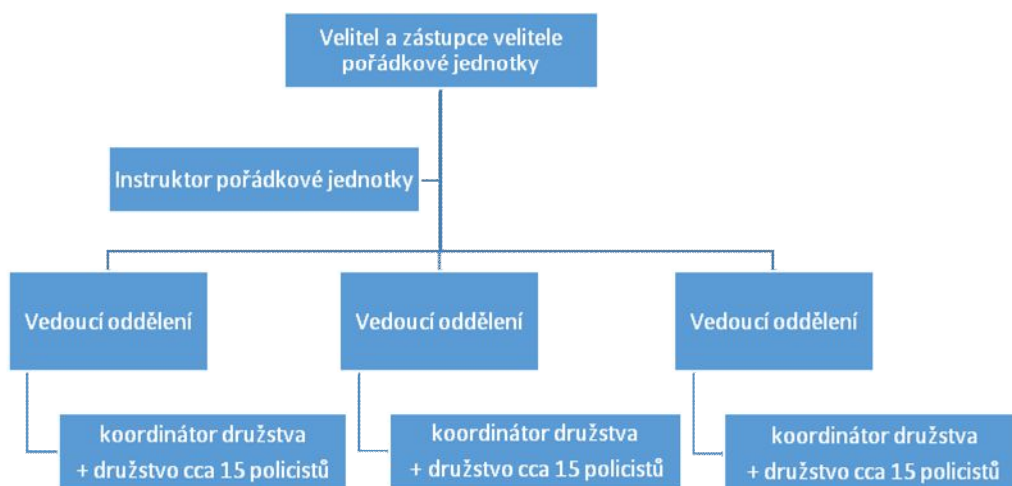 Velitel a zástupce velitele
pořádkové jednotky
Instruktor pořádkové jednotky
Vedoucí oddělení
Vedoucí oddělení
Vedoucí oddělení
koordinátor družstva
+ družstvo cca 15 policistů
koordinátor družstva
+ družstvo cca 15 policistů
koordinátor družstva
+ družstvo cca 15 policistů